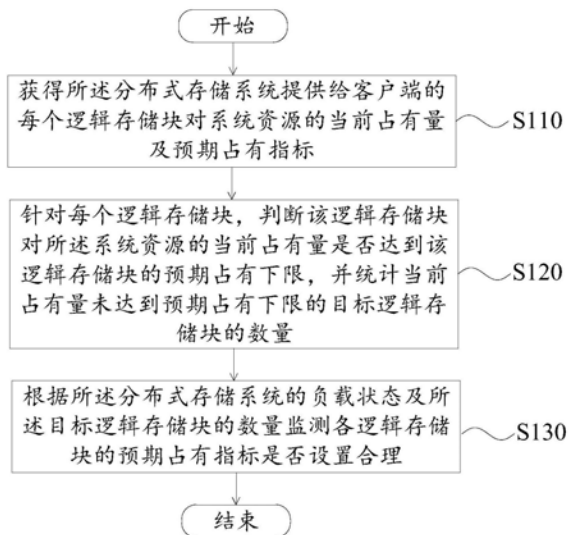 开始
获得所述分布式存储系统提供给客户端的
每个逻辑存储块对系统资源的当前占有量
及预期占有指标
S110
针对每个逻辑存储块，判断该逻辑存储块
对所述系统资源的当前占有量是否达到该
逻辑存储块的预期占有下限，并统计当前
占有量未达到预期占有下限的目标逻辑存
储块的数量
S120
根据所述分布式存储系统的负载状态及所
述目标逻辑存储块的数量监测各逻辑存储
块的预期占有指标是否设置合理
S130
结束